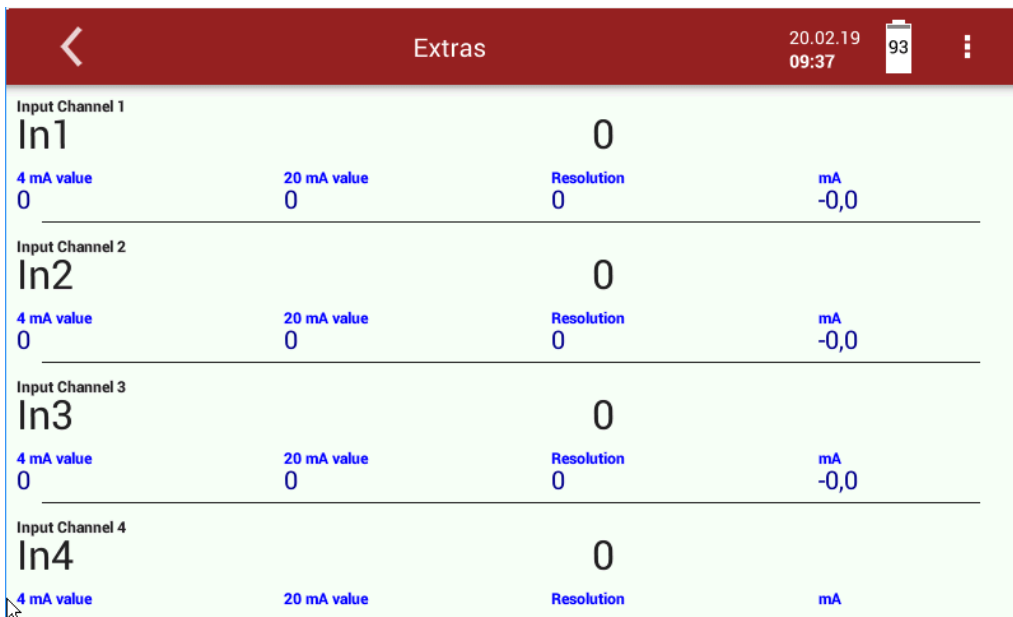 Extras
20.02.19
09:37
93
Input Channel 1
In1 0
4 mA value 20 mA value Resolution mA
0 0 0 -0,0
Input Channel 2
In2 0
4 mA value 20 mA value Resolution mA
0 0 0 -0,0
Input Channel 3
In3 0
4 mA value 20 mA value Resolution mA
0 0 0 -0,0
Input Channel 4
In4 0
4 mA value 20 mA value Resolution mA